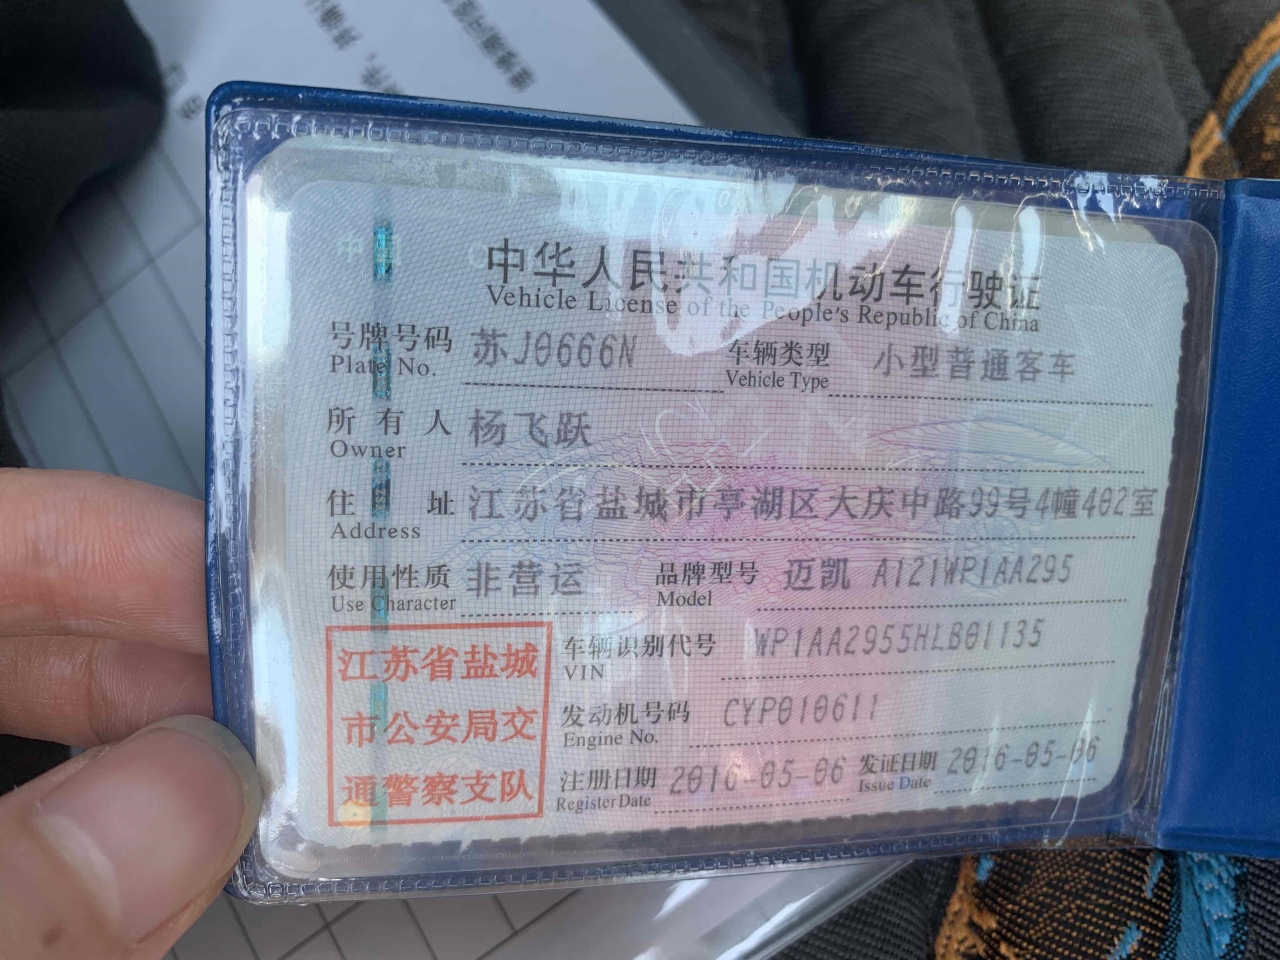 中华人民共和国机动车行驶证
Vehicle License of the People's Republic of China
号牌号码 苏J0666N 车辆类型 小型普通客车
Plate No. Vehicle Type
所有人 杨飞跃
Owner
住址 江苏省盐城市亭湖区大庆中路99号4幢402室
Address
使用性质 非营运 品牌型号 迈凯 A121WP1AA295
Use Character Model
江苏省盐城
市公安局交
通警察支队
车辆识别代号 WP1AA2955HLB01135
VIN
发动机号码 CYP010611
Engine No.
注册日期 2016-05-06 发证日期 2016-05-06
Register Date Issue Date